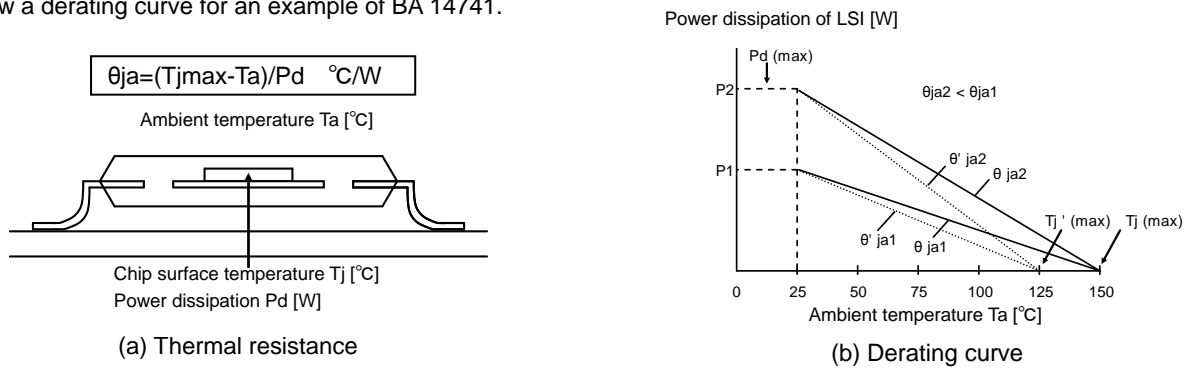 w a derating curve for an example of BA 14741.
θja=(Tjmax-Ta)/Pd °C/W
Ambient temperature Ta [°C]
Chip surface temperature Tj [°C]
Power dissipation Pd [W]
(a) Thermal resistance
Power dissipation of LSI [W]
Pd (max)
P2
θja2 < θja1
P1
θ' ja2
θ ja2
Tj ' (max)
Tj (max)
θ' ja1
θ ja1
0 25 50 75 100 125 150
Ambient temperature Ta [°C]
(b) Derating curve